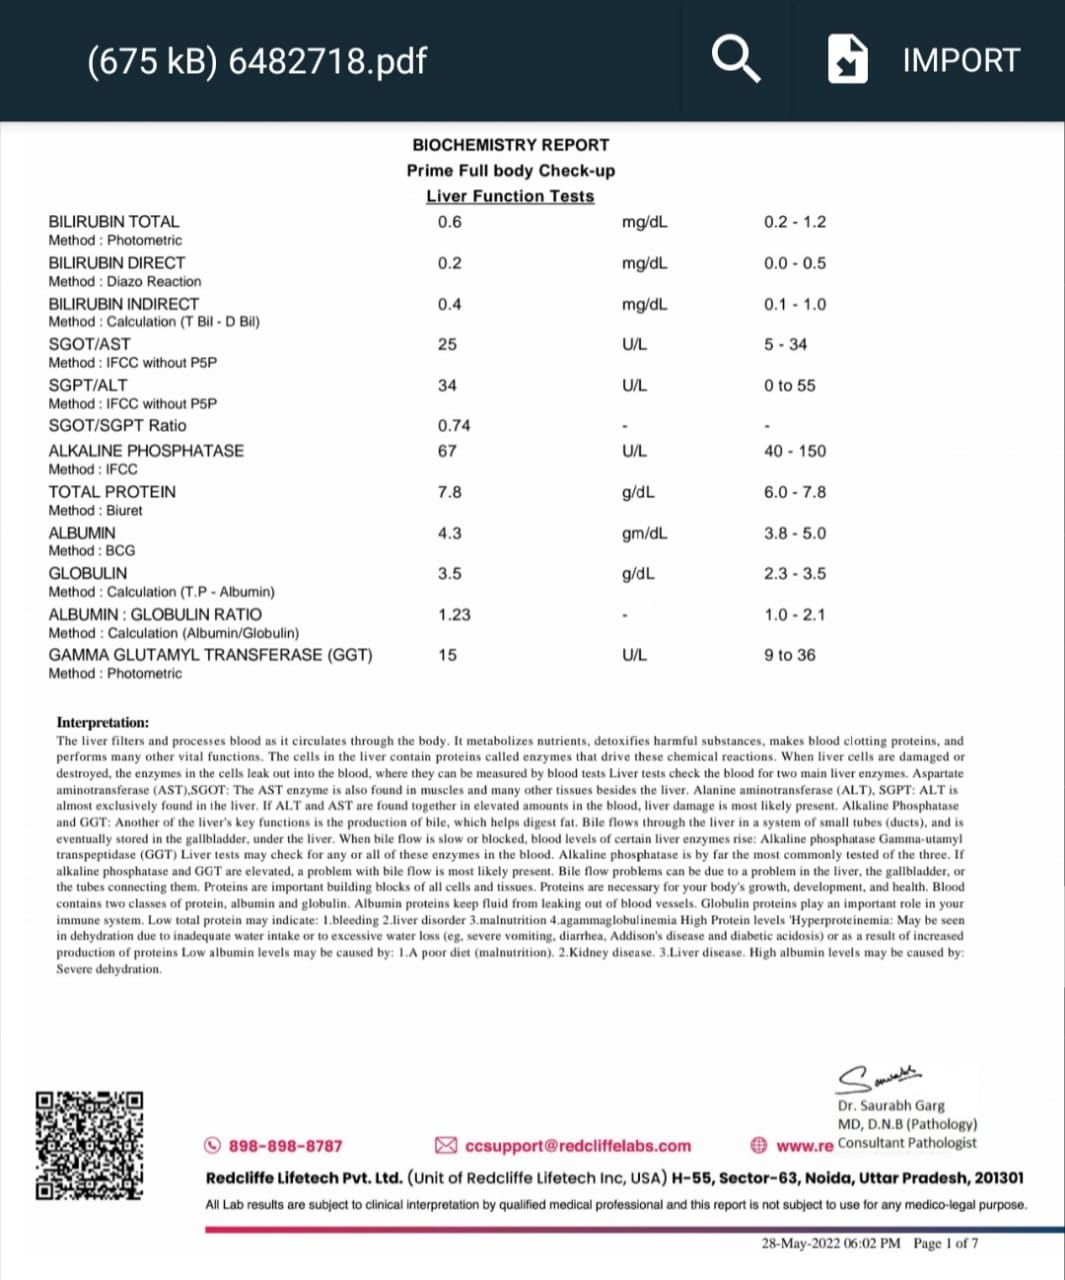 (675 kB) 6482718.pdf IMPORT
BIOCHEMISTRY REPORT
Prime Full body Check-up
Liver Function Tests
BILIRUBIN TOTAL 0.6 mg/dL 0.2 - 1.2
Method : Photometric
BILIRUBIN DIRECT 0.2 mg/dL 0.0 - 0.5
Method : Diazo Reaction
BILIRUBIN INDIRECT 0.4 mg/dL 0.1 - 1.0
Method : Calculation (T Bil - D Bil)
SGOT/AST 25 U/L 5 - 34
Method : IFCC without P5P
SGPT/ALT 34 U/L 0 to 55
Method : IFCC without P5P
SGOT/SGPT Ratio 0.74 - -
ALKALINE PHOSPHATASE 67 U/L 40 - 150
Method : IFCC
TOTAL PROTEIN 7.8 g/dL 6.0 - 7.8
Method : Biuret
ALBUMIN 4.3 gm/dL 3.8 - 5.0
Method : BCG
GLOBULIN 3.5 g/dL 2.3 - 3.5
Method : Calculation (T.P - Albumin)
ALBUMIN : GLOBULIN RATIO 1.23 - 1.0 - 2.1
Method : Calculation (Albumin/Globulin)
GAMMA GLUTAMYL TRANSFERASE (GGT) 15 U/L 9 to 36
Method : Photometric
Interpretation:
The liver filters and processes blood as it circulates through the body. It metabolizes nutrients, detoxifies harmful substances, makes blood clotting proteins, and
performs many other vital functions. The cells in the liver contain proteins called enzymes that drive these chemical reactions. When liver cells are damaged or
destroyed, the enzymes in the cells leak out into the blood, where they can be measured by blood tests Liver tests check the blood for two main liver enzymes. Aspartate
aminotransferase (AST),SGOT: The AST enzyme is also found in muscles and many other tissues besides the liver. Alanine aminotransferase (ALT), SGPT: ALT is
almost exclusively found in the liver. If ALT and AST are found together in elevated amounts in the blood, liver damage is most likely present. Alkaline Phosphatase
and GGT: Another of the liver's key functions is the production of bile, which helps digest fat. Bile flows through the liver in a system of small tubes (ducts), and is
eventually stored in the gallbladder, under the liver. When bile flow is slow or blocked, blood levels of certain liver enzymes rise: Alkaline phosphatase Gamma-utamyl
transpeptidase (GGT) Liver tests may check for any or all of these enzymes in the blood. Alkaline phosphatase is by far the most commonly tested of the three. If
alkaline phosphatase and GGT are elevated, a problem with bile flow is most likely present. Bile flow problems can be due to a problem in the liver, the gallbladder, or
the tubes connecting them. Proteins are important building blocks of all cells and tissues. Proteins are necessary for your body's growth, development, and health. Blood
contains two classes of protein, albumin and globulin. Albumin proteins keep fluid from leaking out of blood vessels. Globulin proteins play an important role in your
immune system. Low total protein may indicate: 1.bleeding 2.liver disorder 3.malnutrition 4.agammaglobulinemia High Protein levels 'Hyperproteinemia: May be seen
in dehydration due to inadequate water intake or to excessive water loss (eg, severe vomiting, diarrhea, Addison's disease and diabetic acidosis) or as a result of increased
production of proteins Low albumin levels may be caused by: 1.A poor diet (malnutrition). 2.Kidney disease. 3.Liver disease. High albumin levels may be caused by:
Severe dehydration.
Dr. Saurabh Garg
MD, D.N.B (Pathology)
898-898-8787 ccsupport@redcliffelabs.com www.re Consultant Pathologist
Redcliffe Lifetech Pvt. Ltd. (Unit of Redcliffe Lifetech Inc, USA) H-55, Sector-63, Noida, Uttar Pradesh, 201301
All Lab results are subject to clinical interpretation by qualified medical professional and this report is not subject to use for any medico-legal purpose.
28-May-2022 06:02 PM Page 1 of 7